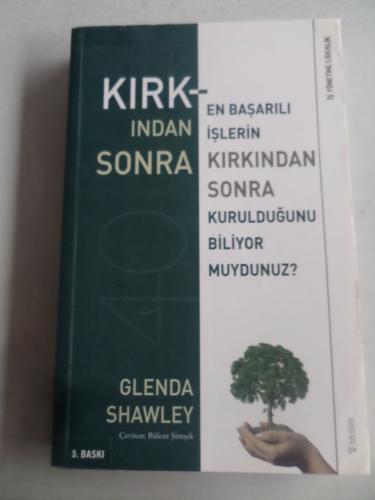 KIRK-
INDAN
SONRA
EN BAŞARILI
İŞLERİN
KIRKINDAN
SONRA
KURULDUĞUNU
BİLİYOR
MUYDUNUZ?
İŞ YÖNETİMİ/LİDERLİK
40
GLENDA
SHAWLEY
Çeviren: Bülent Şimşek
5. BASKI